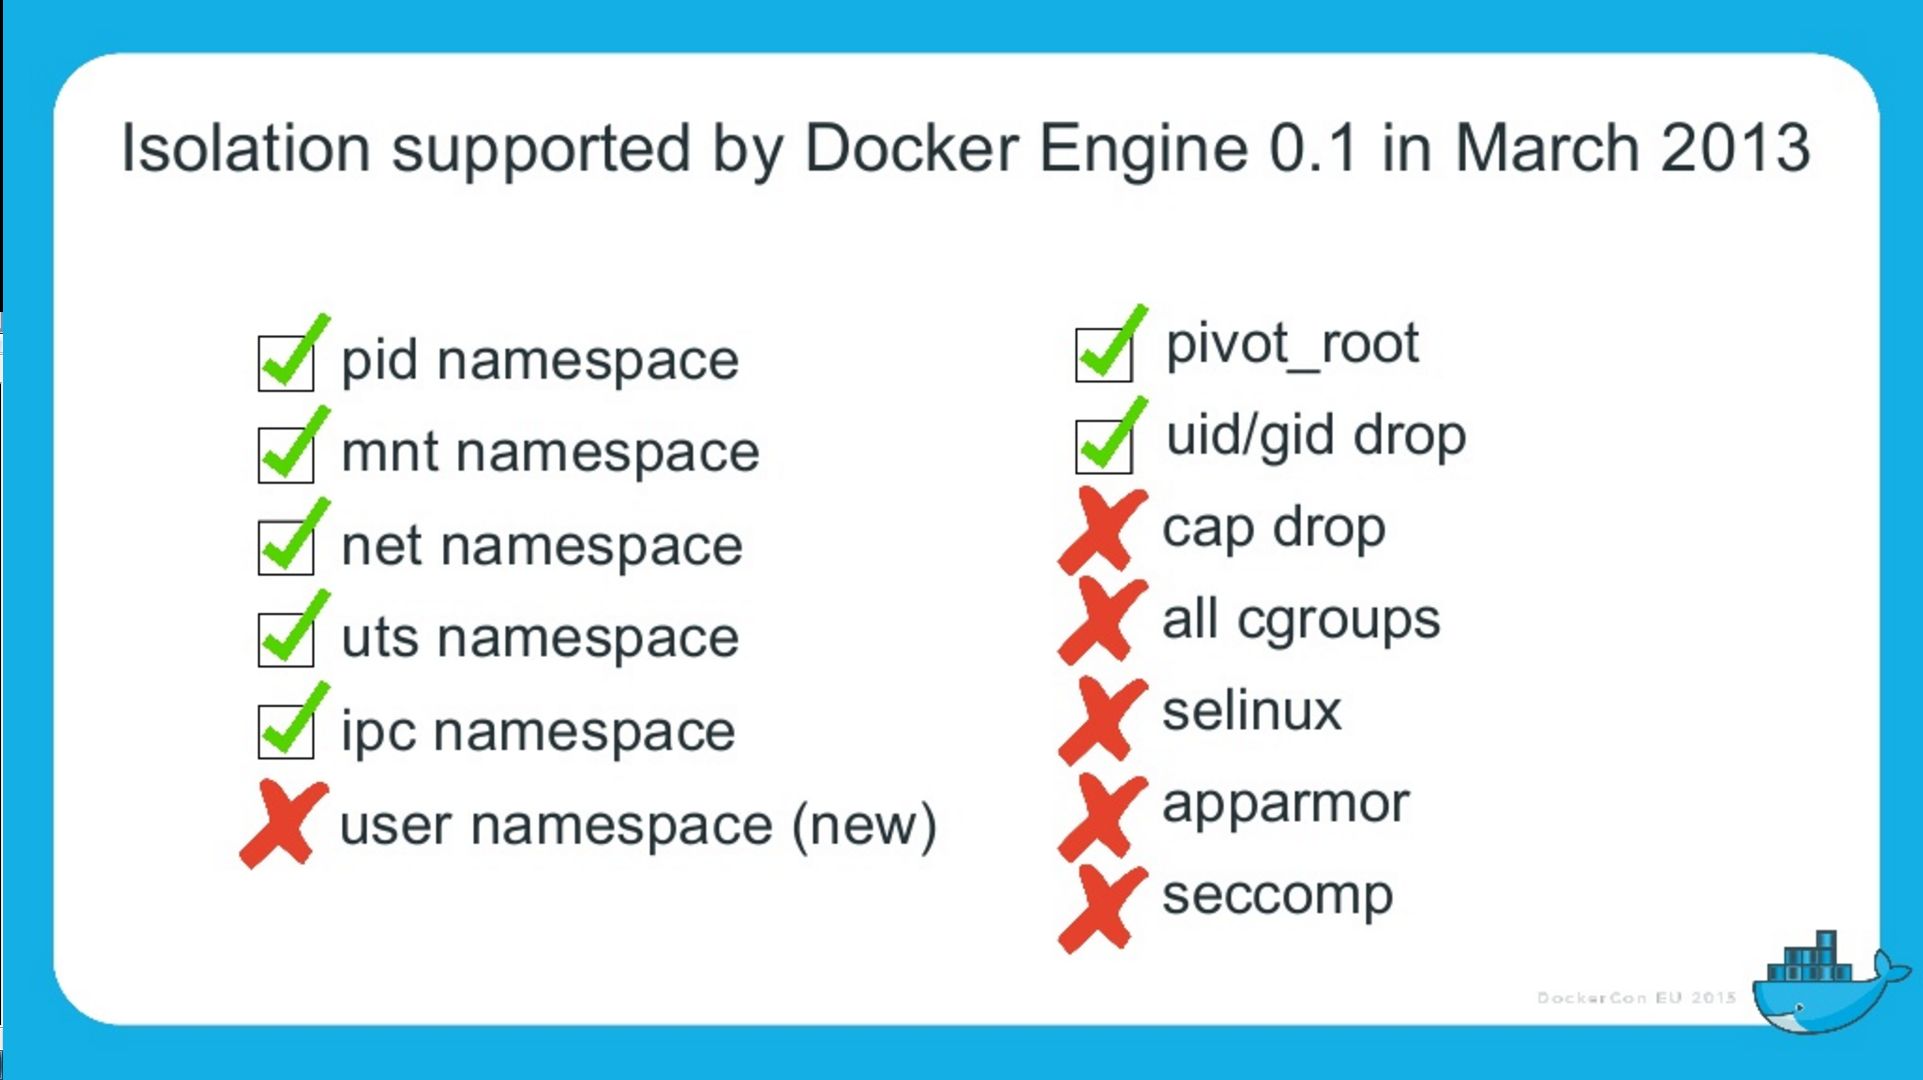 Isolation supported by Docker Engine 0.1 in March 2013
pid namespace
mnt namespace
net namespace
uts namespace
ipc namespace
user namespace (new)
pivot_root
uid/gid drop
cap drop
all cgroups
selinux
apparmor
seccomp
DockerCon EU 2015